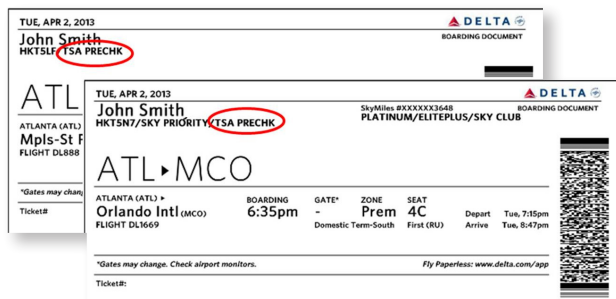 TUE, APR 2, 2013
DELTA
John Smith
BOARDING DOCUMENT
HKT5LF/TSA PRECHK
ATL
ATLANTA (ATL)
Mpls-St
FLIGHT DL888
*Gates may chang
Ticket#
TUE, APR 2, 2013
DELTA
John Smith
SkyMiles #XXXXXX3648
BOARDING DOCUMENT
HKT5N7/SKY PRIORITY/TSA PRECHK
PLATINUM/ELITEPLUS/SKY CLUB
ATL▸MCO
ATLANTA (ATL) ▸ BOARDING GATE* ZONE SEAT
Orlando Intl (MCO) 6:35pm - Prem 4C Depart Tue, 7:15pm
FLIGHT DL1669 Domestic Term-South First (RU) Arrive Tue, 8:47pm
*Gates may change. Check airport monitors. Fly Paperless: www.delta.com/app
Ticket#: